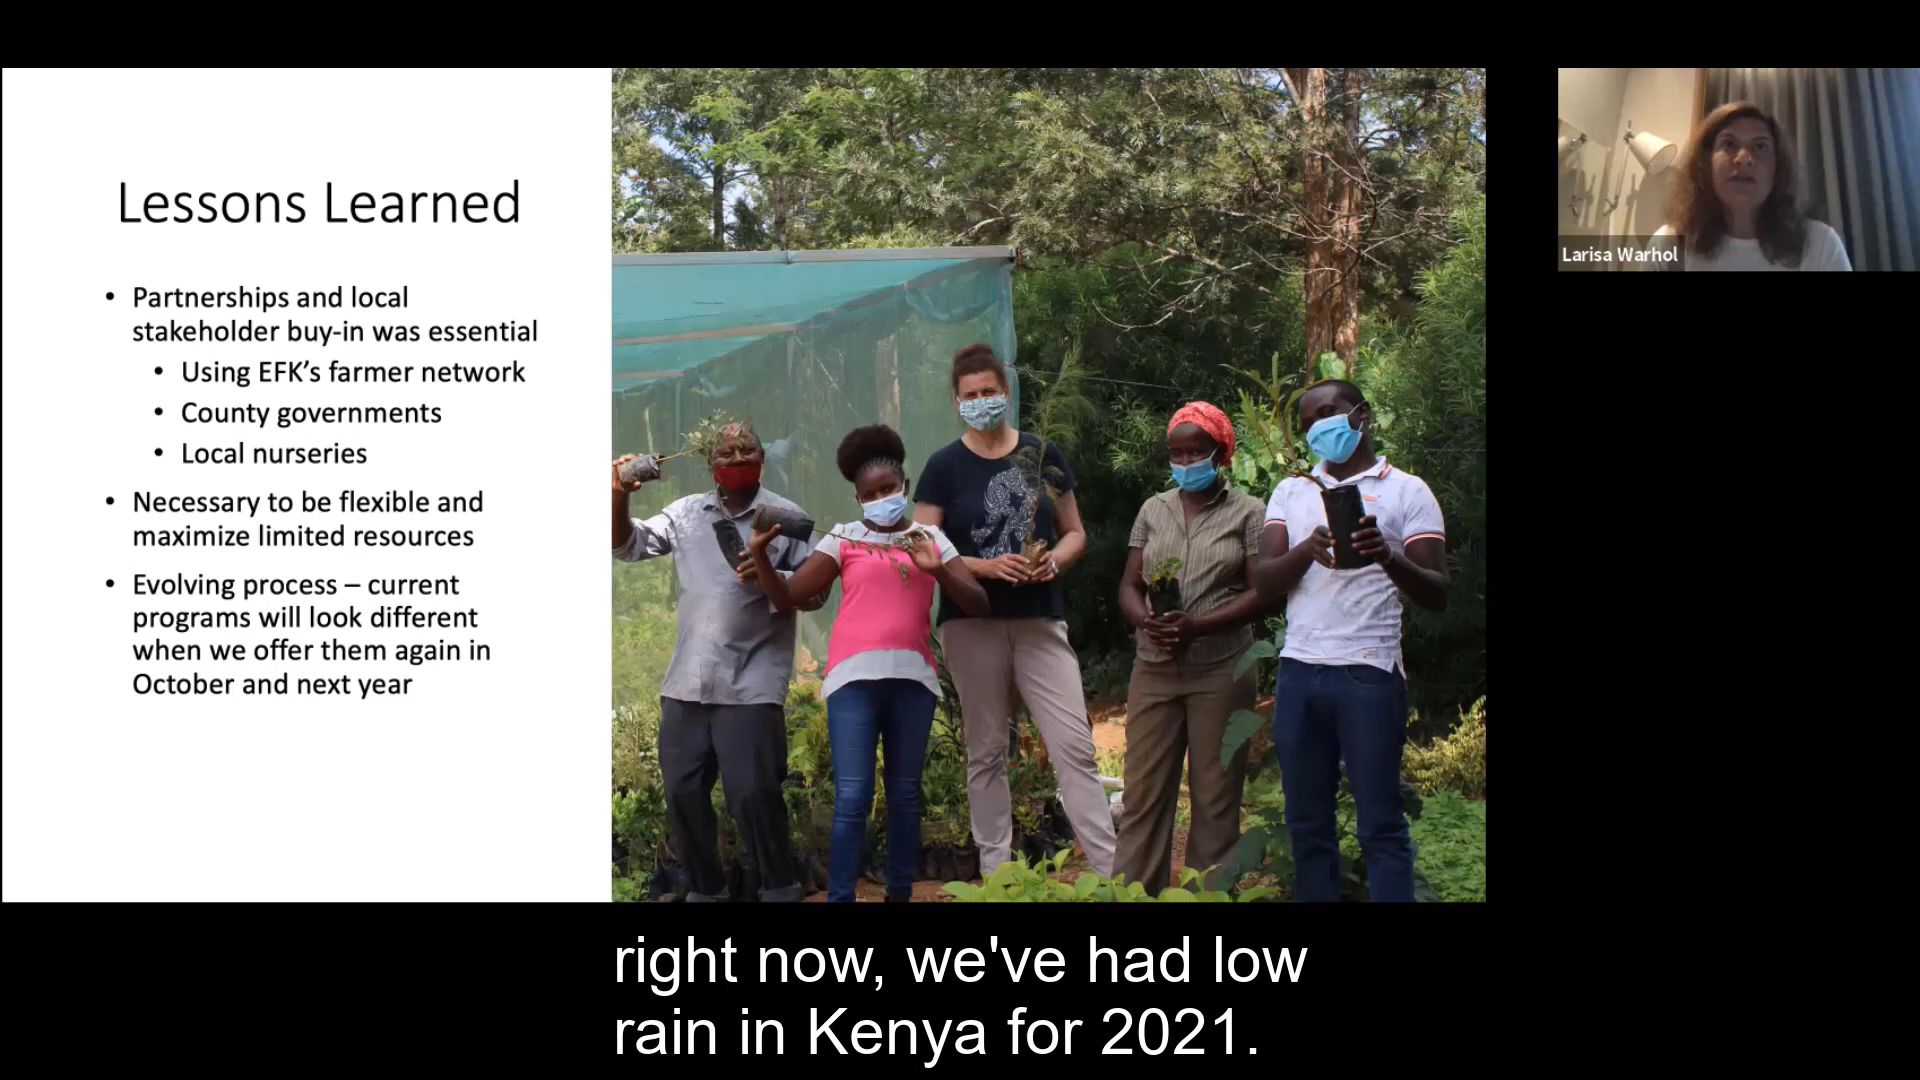 Lessons Learned
• Partnerships and local
stakeholder buy-in was essential
• Using EFK's farmer network
• County governments
• Local nurseries
• Necessary to be flexible and
maximize limited resources
• Evolving process – current
programs will look different
when we offer them again in
October and next year
Larisa Warhol
right now, we've had low
rain in Kenya for 2021.